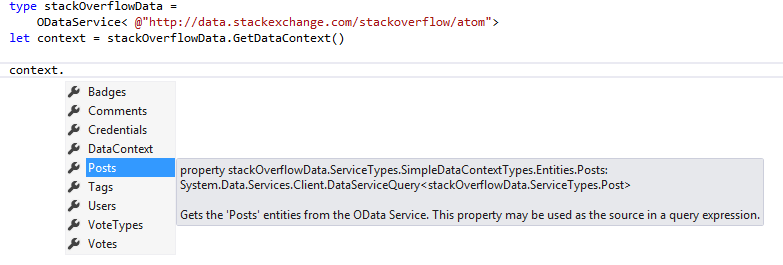 type stackOverflowData =
    ODataService< @"http://data.stackexchange.com/stackoverflow/atom">
let context = stackOverflowData.GetDataContext()
context.
Badges
Comments
Credentials
DataContext
Posts
Tags
Users
VoteTypes
Votes
property stackOverflowData.ServiceTypes.SimpleDataContextTypes.Entities.Posts:
System.Data.Services.Client.DataServiceQuery<stackOverflowData.ServiceTypes.Post>
Gets the 'Posts' entities from the OData Service. This property may be used as the source in a query expression.